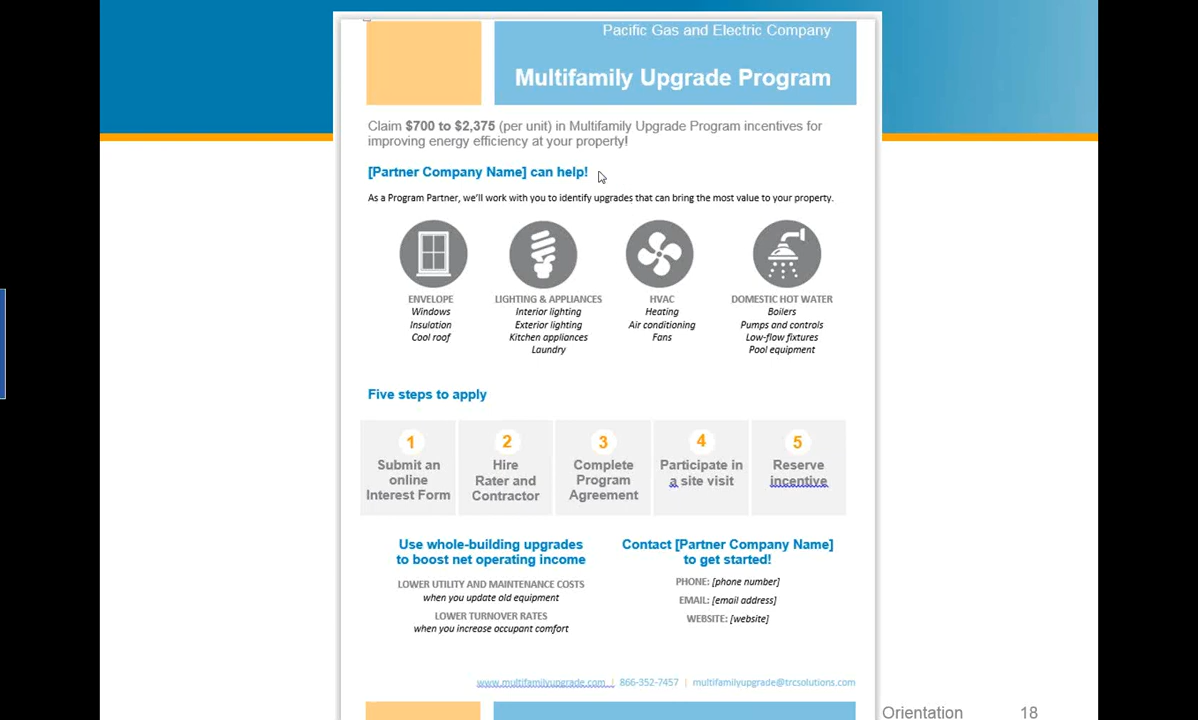 Pacific Gas and Electric Company
Multifamily Upgrade Program
Claim $700 to $2,375 (per unit) in Multifamily Upgrade Program incentives for
improving energy efficiency at your property!
[Partner Company Name] can help!
As a Program Partner, we'll work with you to identify upgrades that can bring the most value to your property.
ENVELOPE
Windows
Insulation
Cool roof
LIGHTING & APPLIANCES
Interior lighting
Exterior lighting
Kitchen appliances
Laundry
HVAC
Heating
Air conditioning
Fans
DOMESTIC HOT WATER
Boilers
Pumps and controls
Low-flow fixtures
Pool equipment
Five steps to apply
1
Submit an
online
Interest Form
2
Hire
Rater and
Contractor
3
Complete
Program
Agreement
4
Participate in
a site visit
5
Reserve
incentive
Use whole-building upgrades
to boost net operating income
LOWER UTILITY AND MAINTENANCE COSTS
when you update old equipment
LOWER TURNOVER RATES
when you increase occupant comfort
Contact [Partner Company Name]
to get started!
PHONE: [phone number]
EMAIL: [email address]
WEBSITE: [website]
www.multifamilyupgrade.com | 866-352-7457 | multifamilyupgrade@trcsolutions.com
Orientation 18